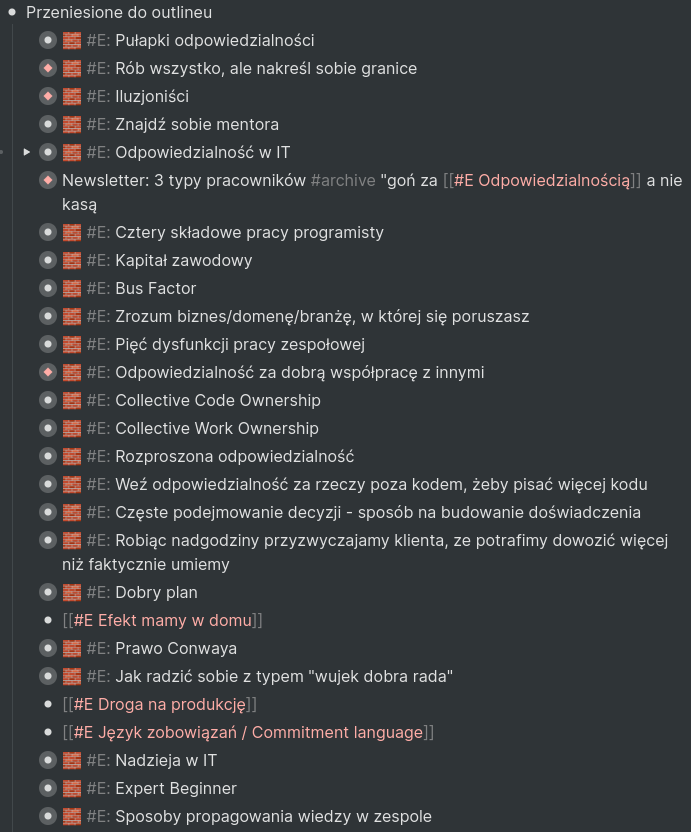 Przeniesione do outlineu
#E: Pułapki odpowiedzialności
#E: Rób wszystko, ale nakreśl sobie granice
#E: Iluzjoniści
#E: Znajdź sobie mentora
#E: Odpowiedzialność w IT
Newsletter: 3 typy pracowników #archive "goń za [[#E Odpowiedzialnością]] a nie
kasą
#E: Cztery składowe pracy programisty
#E: Kapitał zawodowy
#E: Bus Factor
#E: Zrozum biznes/domenę/branżę, w której się poruszasz
#E: Pięć dysfunkcji pracy zespołowej
#E: Odpowiedzialność za dobrą współpracę z innymi
#E: Collective Code Ownership
#E: Collective Work Ownership
#E: Rozproszona odpowiedzialność
#E: Weź odpowiedzialność za rzeczy poza kodem, żeby pisać więcej kodu
#E: Częste podejmowanie decyzji - sposób na budowanie doświadczenia
#E: Robiąc nadgodziny przyzwyczajamy klienta, ze potrafimy dowozić więcej
niż faktycznie umiemy
#E: Dobry plan
[[#E Efekt mamy w domu]]
#E: Prawo Conwaya
#E: Jak radzić sobie z typem "wujek dobra rada"
[[#E Droga na produkcję]]
[[#E Język zobowiązań / Commitment language]]
#E: Nadzieja w IT
#E: Expert Beginner
#E: Sposoby propagowania wiedzy w zespole